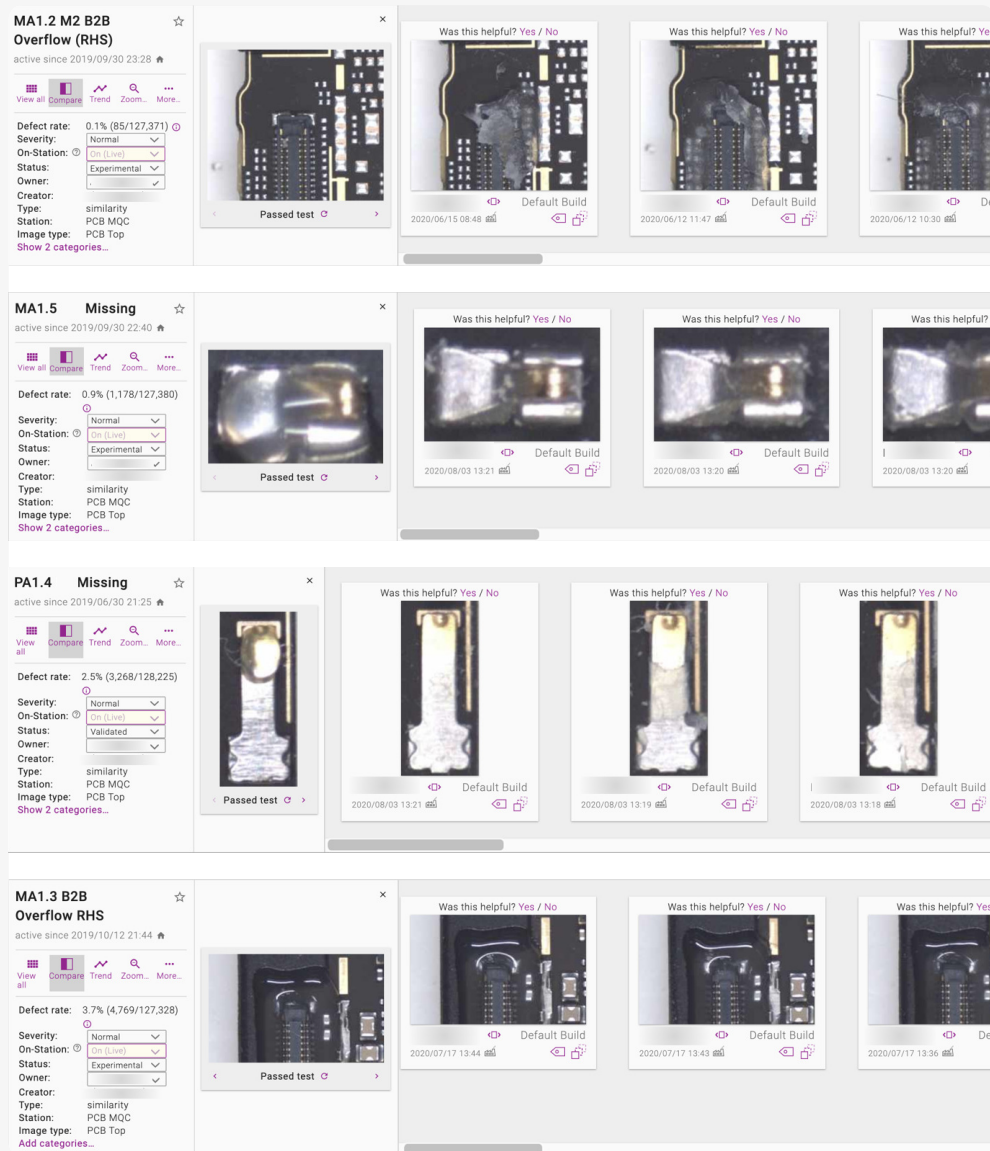 MA1.2 M2 B2B
Overflow (RHS)
active since 2019/09/30 23:28
View all Compare Trend Zoom... More...
Defect rate: 0.1% (85/127,371)
Severity: Normal
On-Station: On (Live)
Status: Experimental
Owner:
Creator:
Type: similarity
Station: PCB MQC
Image type: PCB Top
Show 2 categories...
Passed test
Was this helpful? Yes / No
Default Build
2020/06/15 08:48
Was this helpful? Yes / No
Default Build
2020/06/12 11:47
Was this helpful? Ye
De
2020/06/12 10:30
MA1.5 Missing
active since 2019/09/30 22:40
View all Compare Trend Zoom... More...
Defect rate: 0.9% (1,178/127,380)
Severity: Normal
On-Station: On (Live)
Status: Experimental
Owner:
Creator:
Type: similarity
Station: PCB MQC
Image type: PCB Top
Show 2 categories...
Passed test
Was this helpful? Yes / No
Default Build
2020/08/03 13:21
Was this helpful? Yes / No
Default Build
2020/08/03 13:20
Was this helpful?
2020/08/03 13:20
PA1.4 Missing
active since 2019/06/30 21:25
View all Compare Trend Zoom... More...
Defect rate: 2.5% (3,268/128,225)
Severity: Normal
On-Station: On (Live)
Status: Validated
Owner:
Creator:
Type: similarity
Station: PCB MQC
Image type: PCB Top
Show 2 categories...
Passed test
Was this helpful? Yes / No
Default Build
2020/08/03 13:21
Was this helpful? Yes / No
Default Build
2020/08/03 13:19
Was this helpful? Yes / No
Default Build
2020/08/03 13:18
MA1.3 B2B
Overflow RHS
active since 2019/10/12 21:44
View all Compare Trend Zoom... More...
Defect rate: 3.7% (4,769/127,328)
Severity: Normal
On-Station: On (Live)
Status: Experimental
Owner:
Creator:
Type: similarity
Station: PCB MQC
Image type: PCB Top
Add categories...
Passed test
Was this helpful? Yes / No
Default Build
2020/07/17 13:44
Was this helpful? Yes / No
Default Build
2020/07/17 13:43
Was this helpful? Yes
De
2020/07/17 13:36